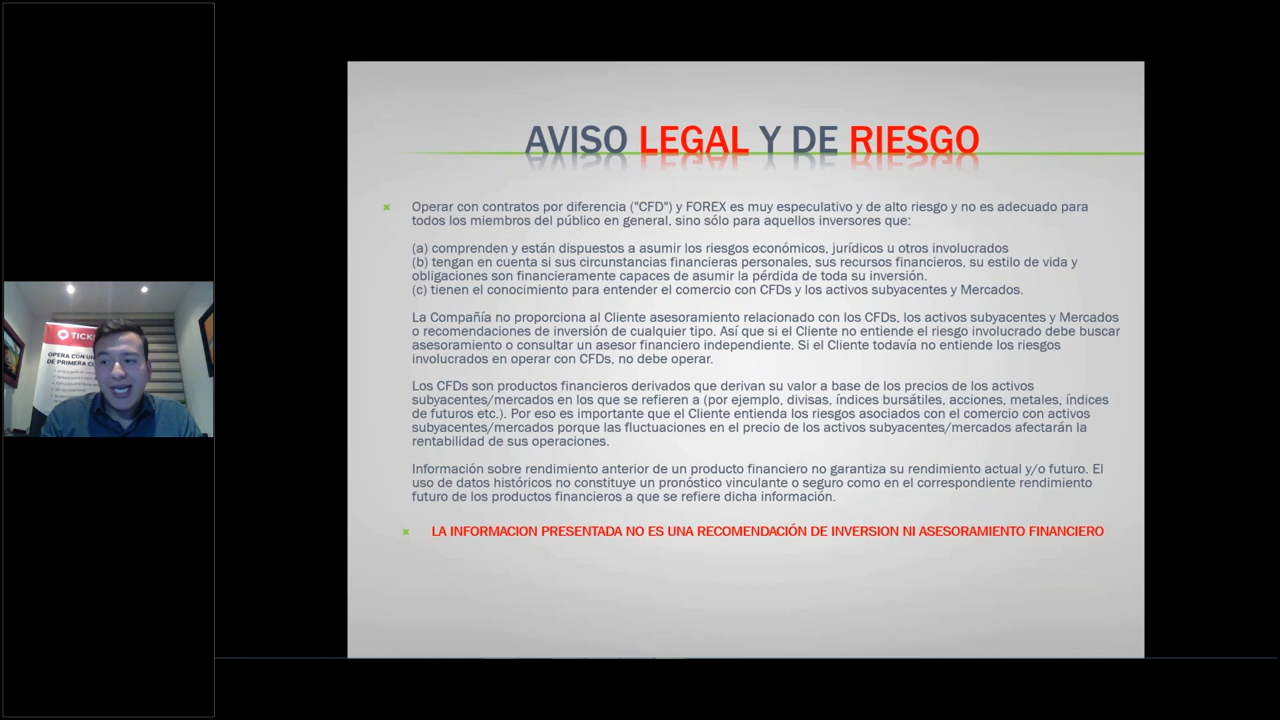 AVISO LEGAL Y DE RIESGO
Operar con contratos por diferencia ("CFD") y FOREX es muy especulativo y de alto riesgo y no es adecuado para
todos los miembros del público en general, sino sólo para aquellos inversores que:
(a) comprenden y están dispuestos a asumir los riesgos económicos, jurídicos u otros involucrados
(b) tengan en cuenta si sus circunstancias financieras personales, sus recursos financieros, su estilo de vida y
obligaciones son financieramente capaces de asumir la pérdida de toda su inversión.
(c) tienen el conocimiento para entender el comercio con CFDs y los activos subyacentes y Mercados.
La Compañía no proporciona al Cliente asesoramiento relacionado con los CFDs, los activos subyacentes y Mercados
o recomendaciones de inversión de cualquier tipo. Así que si el Cliente no entiende el riesgo involucrado debe buscar
asesoramiento o consultar un asesor financiero independiente. Si el Cliente todavía no entiende los riesgos
involucrados en operar con CFDs, no debe operar.
Los CFDs son productos financieros derivados que derivan su valor a base de los precios de los activos
subyacentes/mercados en los que se refieren a (por ejemplo, divisas, índices bursátiles, acciones, metales, índices
de futuros etc.). Por eso es importante que el Cliente entienda los riesgos asociados con el comercio con activos
subyacentes/mercados porque las fluctuaciones en el precio de los activos subyacentes/mercados afectarán la
rentabilidad de sus operaciones.
Información sobre rendimiento anterior de un producto financiero no garantiza su rendimiento actual y/o futuro. El
uso de datos históricos no constituye un pronóstico vinculante o seguro como en el correspondiente rendimiento
futuro de los productos financieros a que se refiere dicha información.
LA INFORMACION PRESENTADA NO ES UNA RECOMENDACIÓN DE INVERSION NI ASESORAMIENTO FINANCIERO
TICK
OPERA CON UN
DE PRIMERA CL